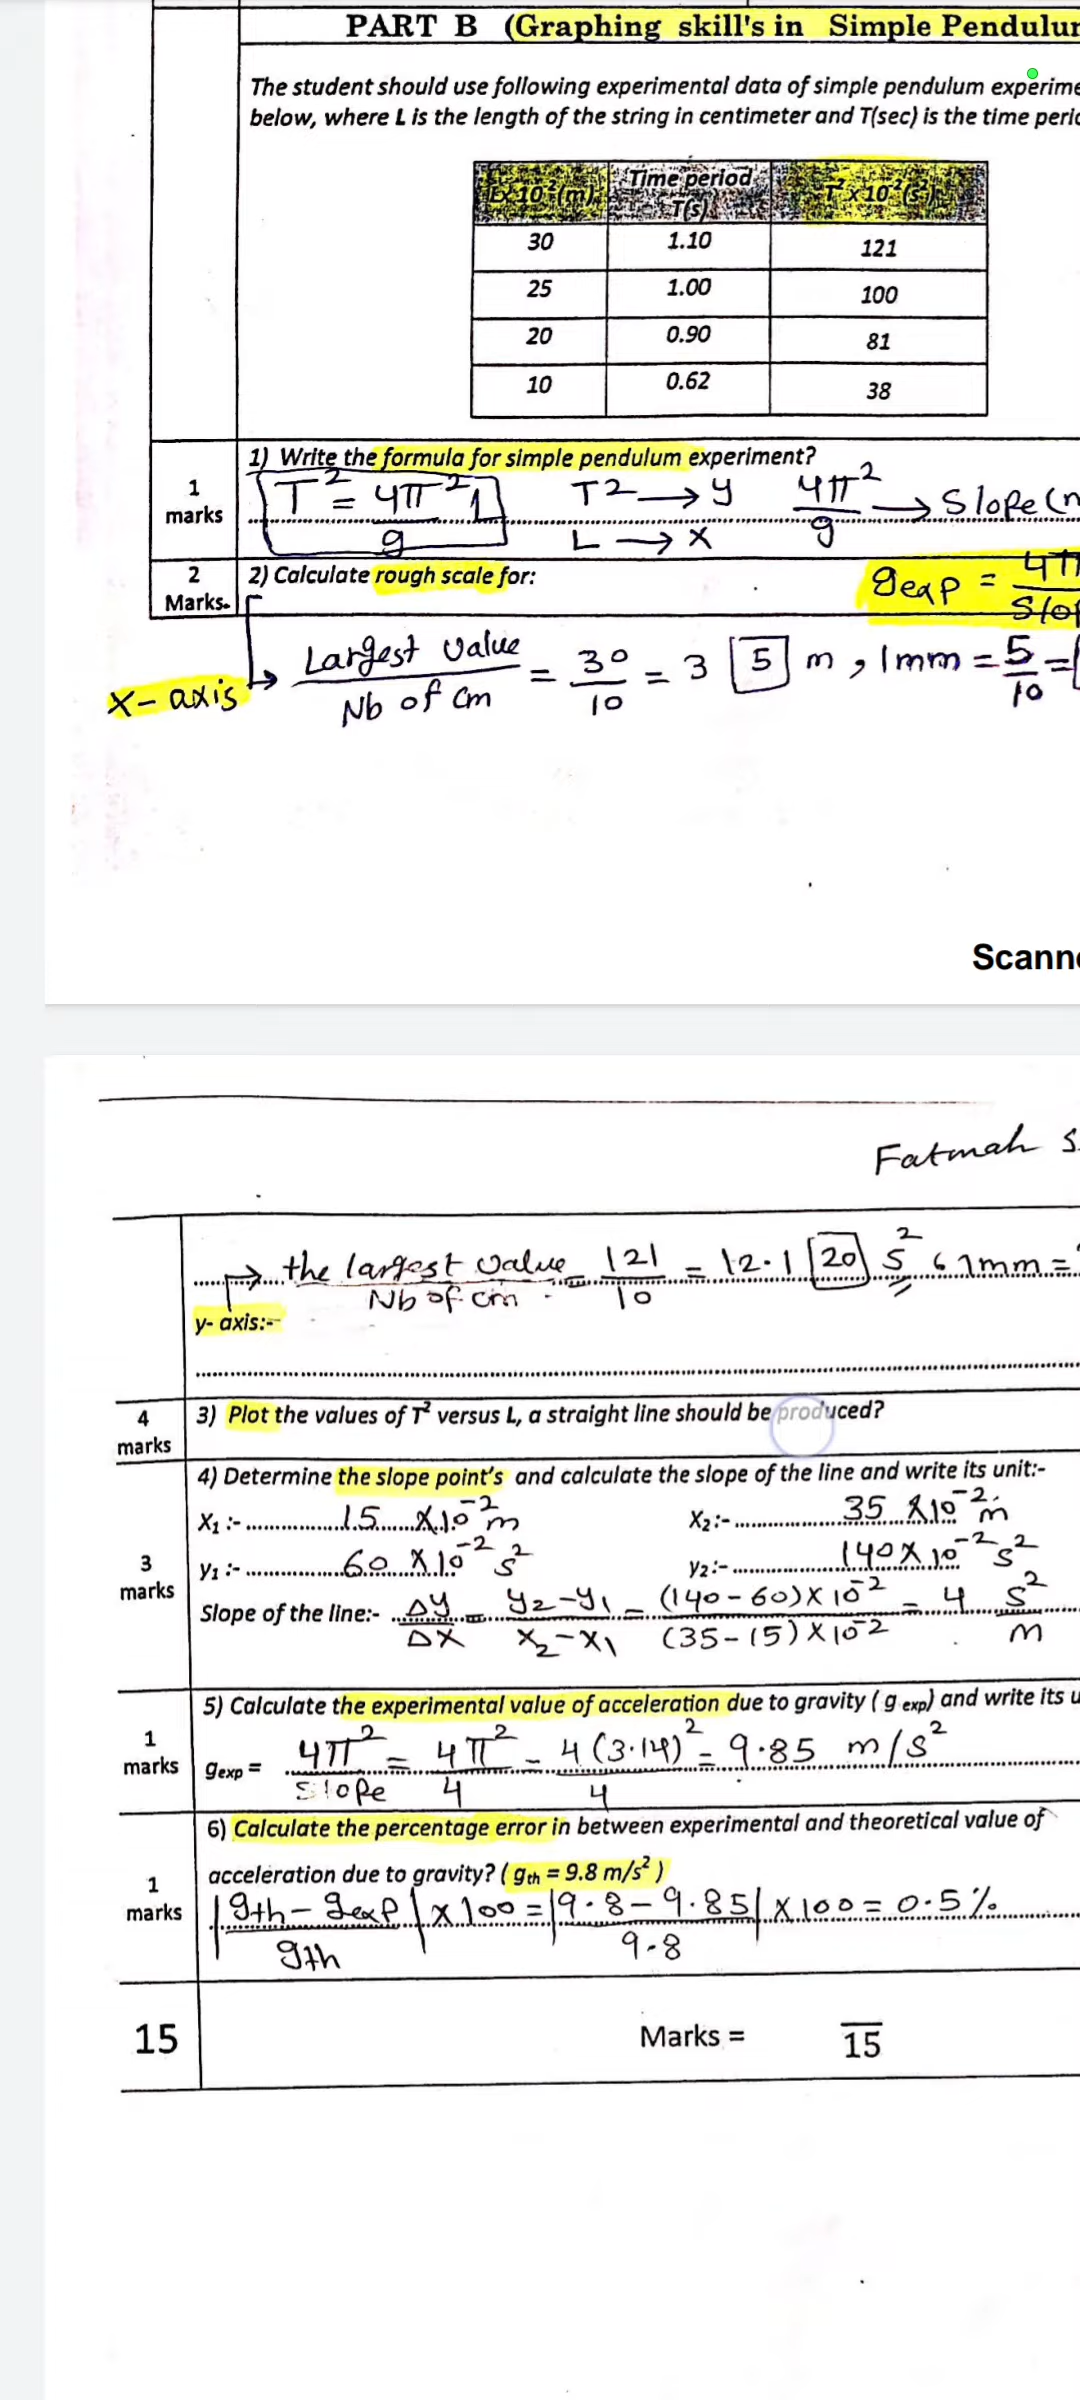 PART B (Graphing skill's in Simple Pendulu
The student should use following experimental data of simple pendulum experime
below, where L is the length of the string in centimeter and T(sec) is the time peri
L×10⁻²(m) Time period T(s) T²×10⁻²(s²)
30 1.10 121
25 1.00 100
20 0.90 81
10 0.62 38
1) Write the formula for simple pendulum experiment?
1 marks
T² = 4π²L / g T2 → y 4π² / g → Slope (
L → X
2 Marks.
2) Calculate rough scale for:
g exp = 4π / Slo
x-axis → Largest value / Nb of cm = 30 / 10 = 3 5 m , 1mm = 5 / 10 =
Scann
Fatmah S
→ the largest value / Nb of cm = 121 / 10 = 12.1 20 s² , 1mm =
y- axis:-
4 marks
3) Plot the values of T² versus L, a straight line should be produced?
4) Determine the slope point's and calculate the slope of the line and write its unit:-
X₁ :- 15 X10⁻² m X₂:- 35 X10⁻² m
3 marks
y₁ :- 60 X10⁻² s² y₂:- 140X10⁻² s²
Slope of the line:- Δy / Δx = y₂-y₁ / x₂-x₁ = (140-60)X10⁻² / (35-15)X10⁻² = 4 s² / m
5) Calculate the experimental value of acceleration due to gravity ( g exp) and write its u
1 marks
gexp = 4π² / slope = 4π² / 4 = 4(3.14)² / 4 = 9.85 m/s²
6) Calculate the percentage error in between experimental and theoretical value of
acceleration due to gravity? ( gth = 9.8 m/s² )
1 marks
|gth - gexp / gth| x100 = |9.8-9.85 / 9.8| X100 = 0.5%
15 Marks = 15